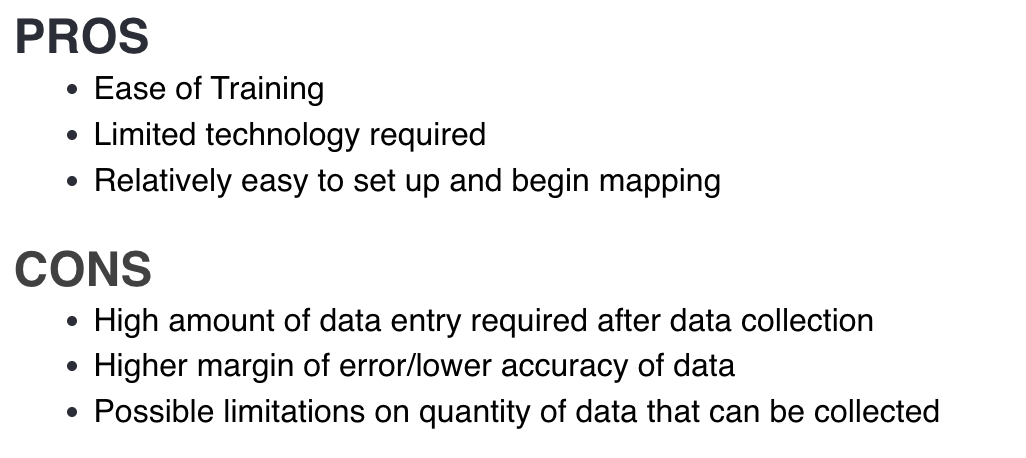 PROS
• Ease of Training
• Limited technology required
• Relatively easy to set up and begin mapping
CONS
• High amount of data entry required after data collection
• Higher margin of error/lower accuracy of data
• Possible limitations on quantity of data that can be collected